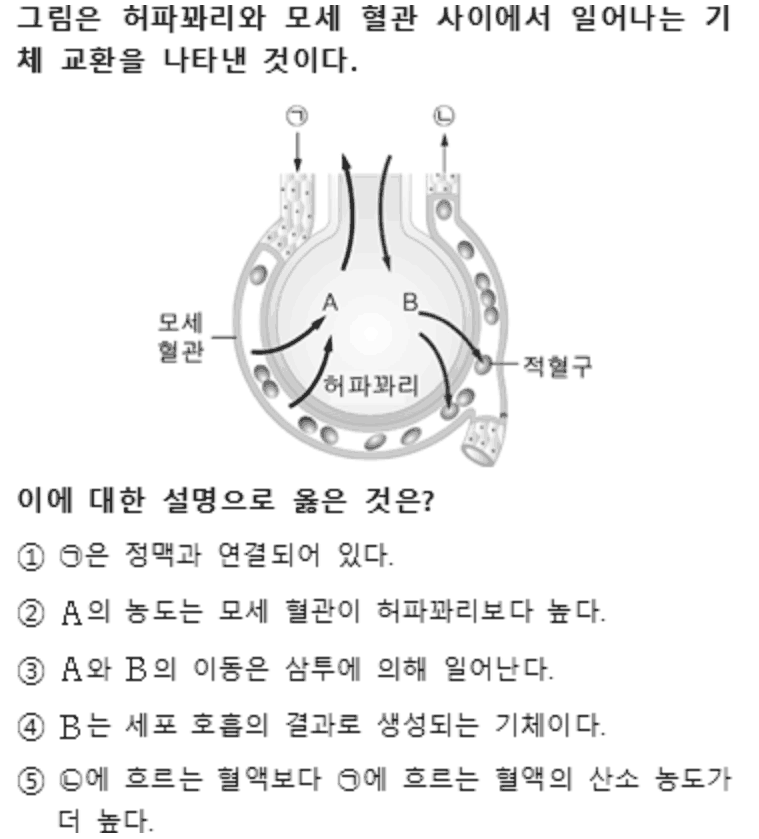 그림은 허파꽈리와 모세 혈관 사이에서 일어나는 기
체 교환을 나타낸 것이다.
㉠ ㉡
A B
모세
혈관
적혈구
허파꽈리
이에 대한 설명으로 옳은 것은?
① ㉠은 정맥과 연결되어 있다.
② A의 농도는 모세 혈관이 허파꽈리보다 높다.
③ A와 B의 이동은 삼투에 의해 일어난다.
④ B는 세포 호흡의 결과로 생성되는 기체이다.
⑤ ㉡에 흐르는 혈액보다 ㉠에 흐르는 혈액의 산소 농도가
더 높다.